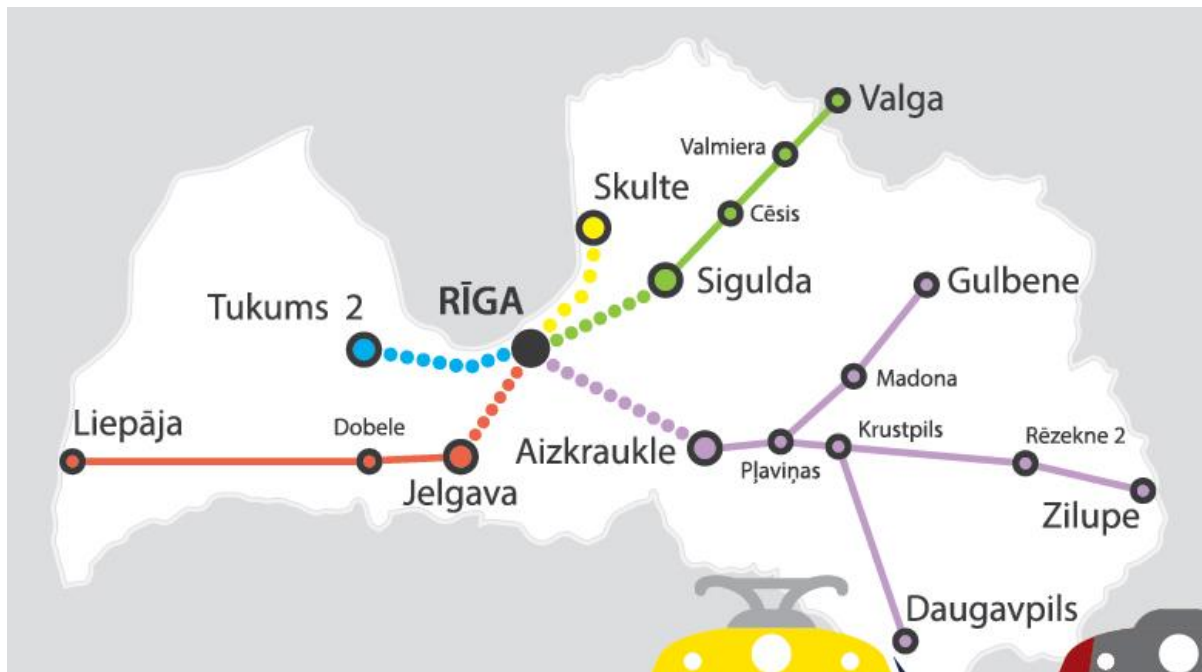 Valga
Valmiera
Skulte
Cēsis
Sigulda
Gulbene
RĪGA
Tukums 2
Madona
Liepāja
Dobele
Krustpils
Rēzekne 2
Aizkraukle
Pļaviņas
Jelgava
Zilupe
Daugavpils